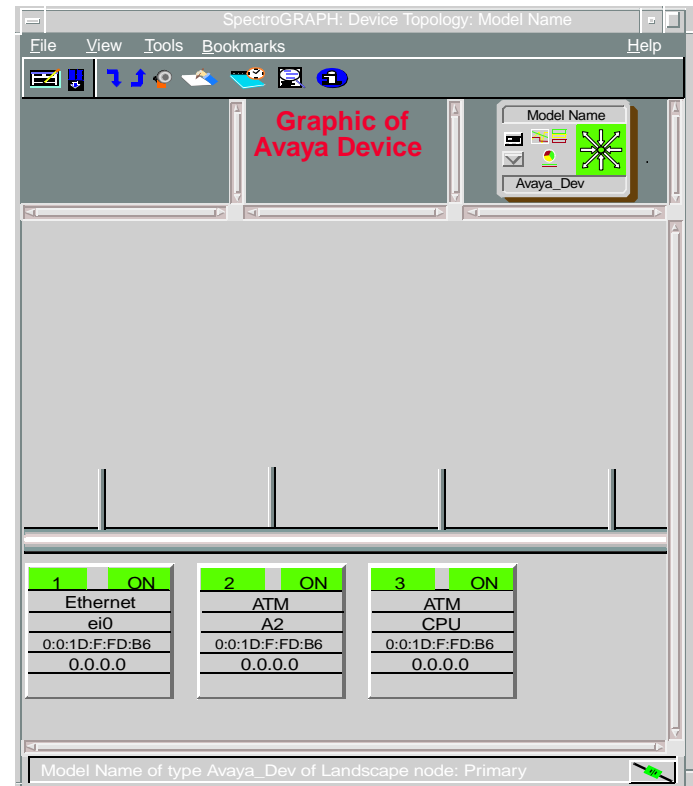 SpectroGRAPH: Device Topology: Model Name
File View Tools Bookmarks Help
Graphic of
Avaya Device
Model Name
Avaya_Dev
1 ON
Ethernet
ei0
0:0:1D:F:FD:B6
0.0.0.0
2 ON
ATM
A2
0:0:1D:F:FD:B6
0.0.0.0
3 ON
ATM
CPU
0:0:1D:F:FD:B6
0.0.0.0
Model Name of type Avaya_Dev of Landscape node: Primary